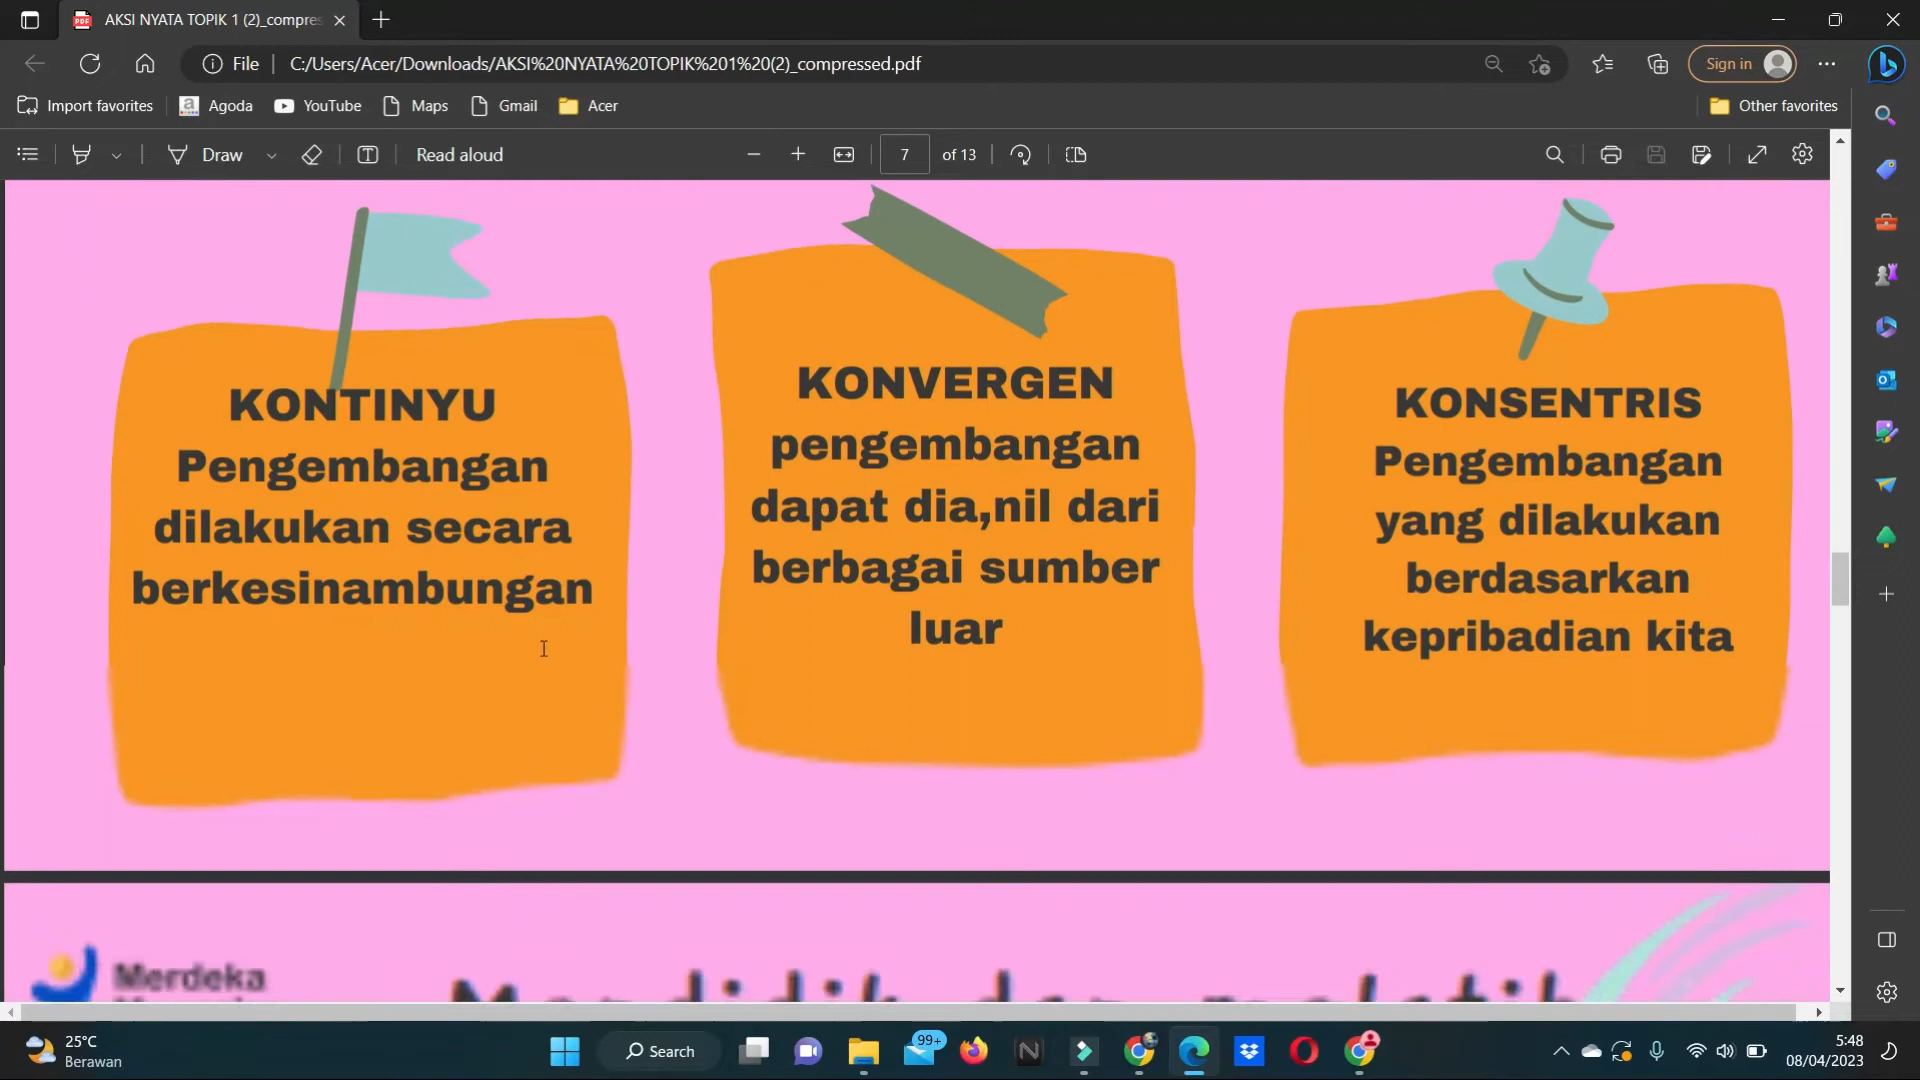 AKSI NYATA TOPIK 1 (2)_compres
File C:/Users/Acer/Downloads/AKSI%20NYATA%20TOPIK%201%20(2)_compressed.pdf
Sign in
Import favorites Agoda YouTube Maps Gmail Acer Other favorites
Draw Read aloud 7 of 13
KONTINYU
Pengembangan
dilakukan secara
berkesinambungan
KONVERGEN
pengembangan
dapat dia,nil dari
berbagai sumber
luar
KONSENTRIS
Pengembangan
yang dilakukan
berdasarkan
kepribadian kita
Merdeka
25°C
Berawan
Search
99+
5:48
08/04/2023